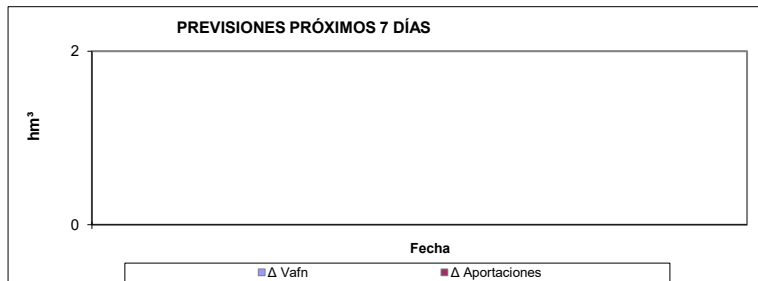 PREVISIONES PRÓXIMOS 7 DÍAS
2
hm³
0
Fecha
Δ Vafn Δ Aportaciones